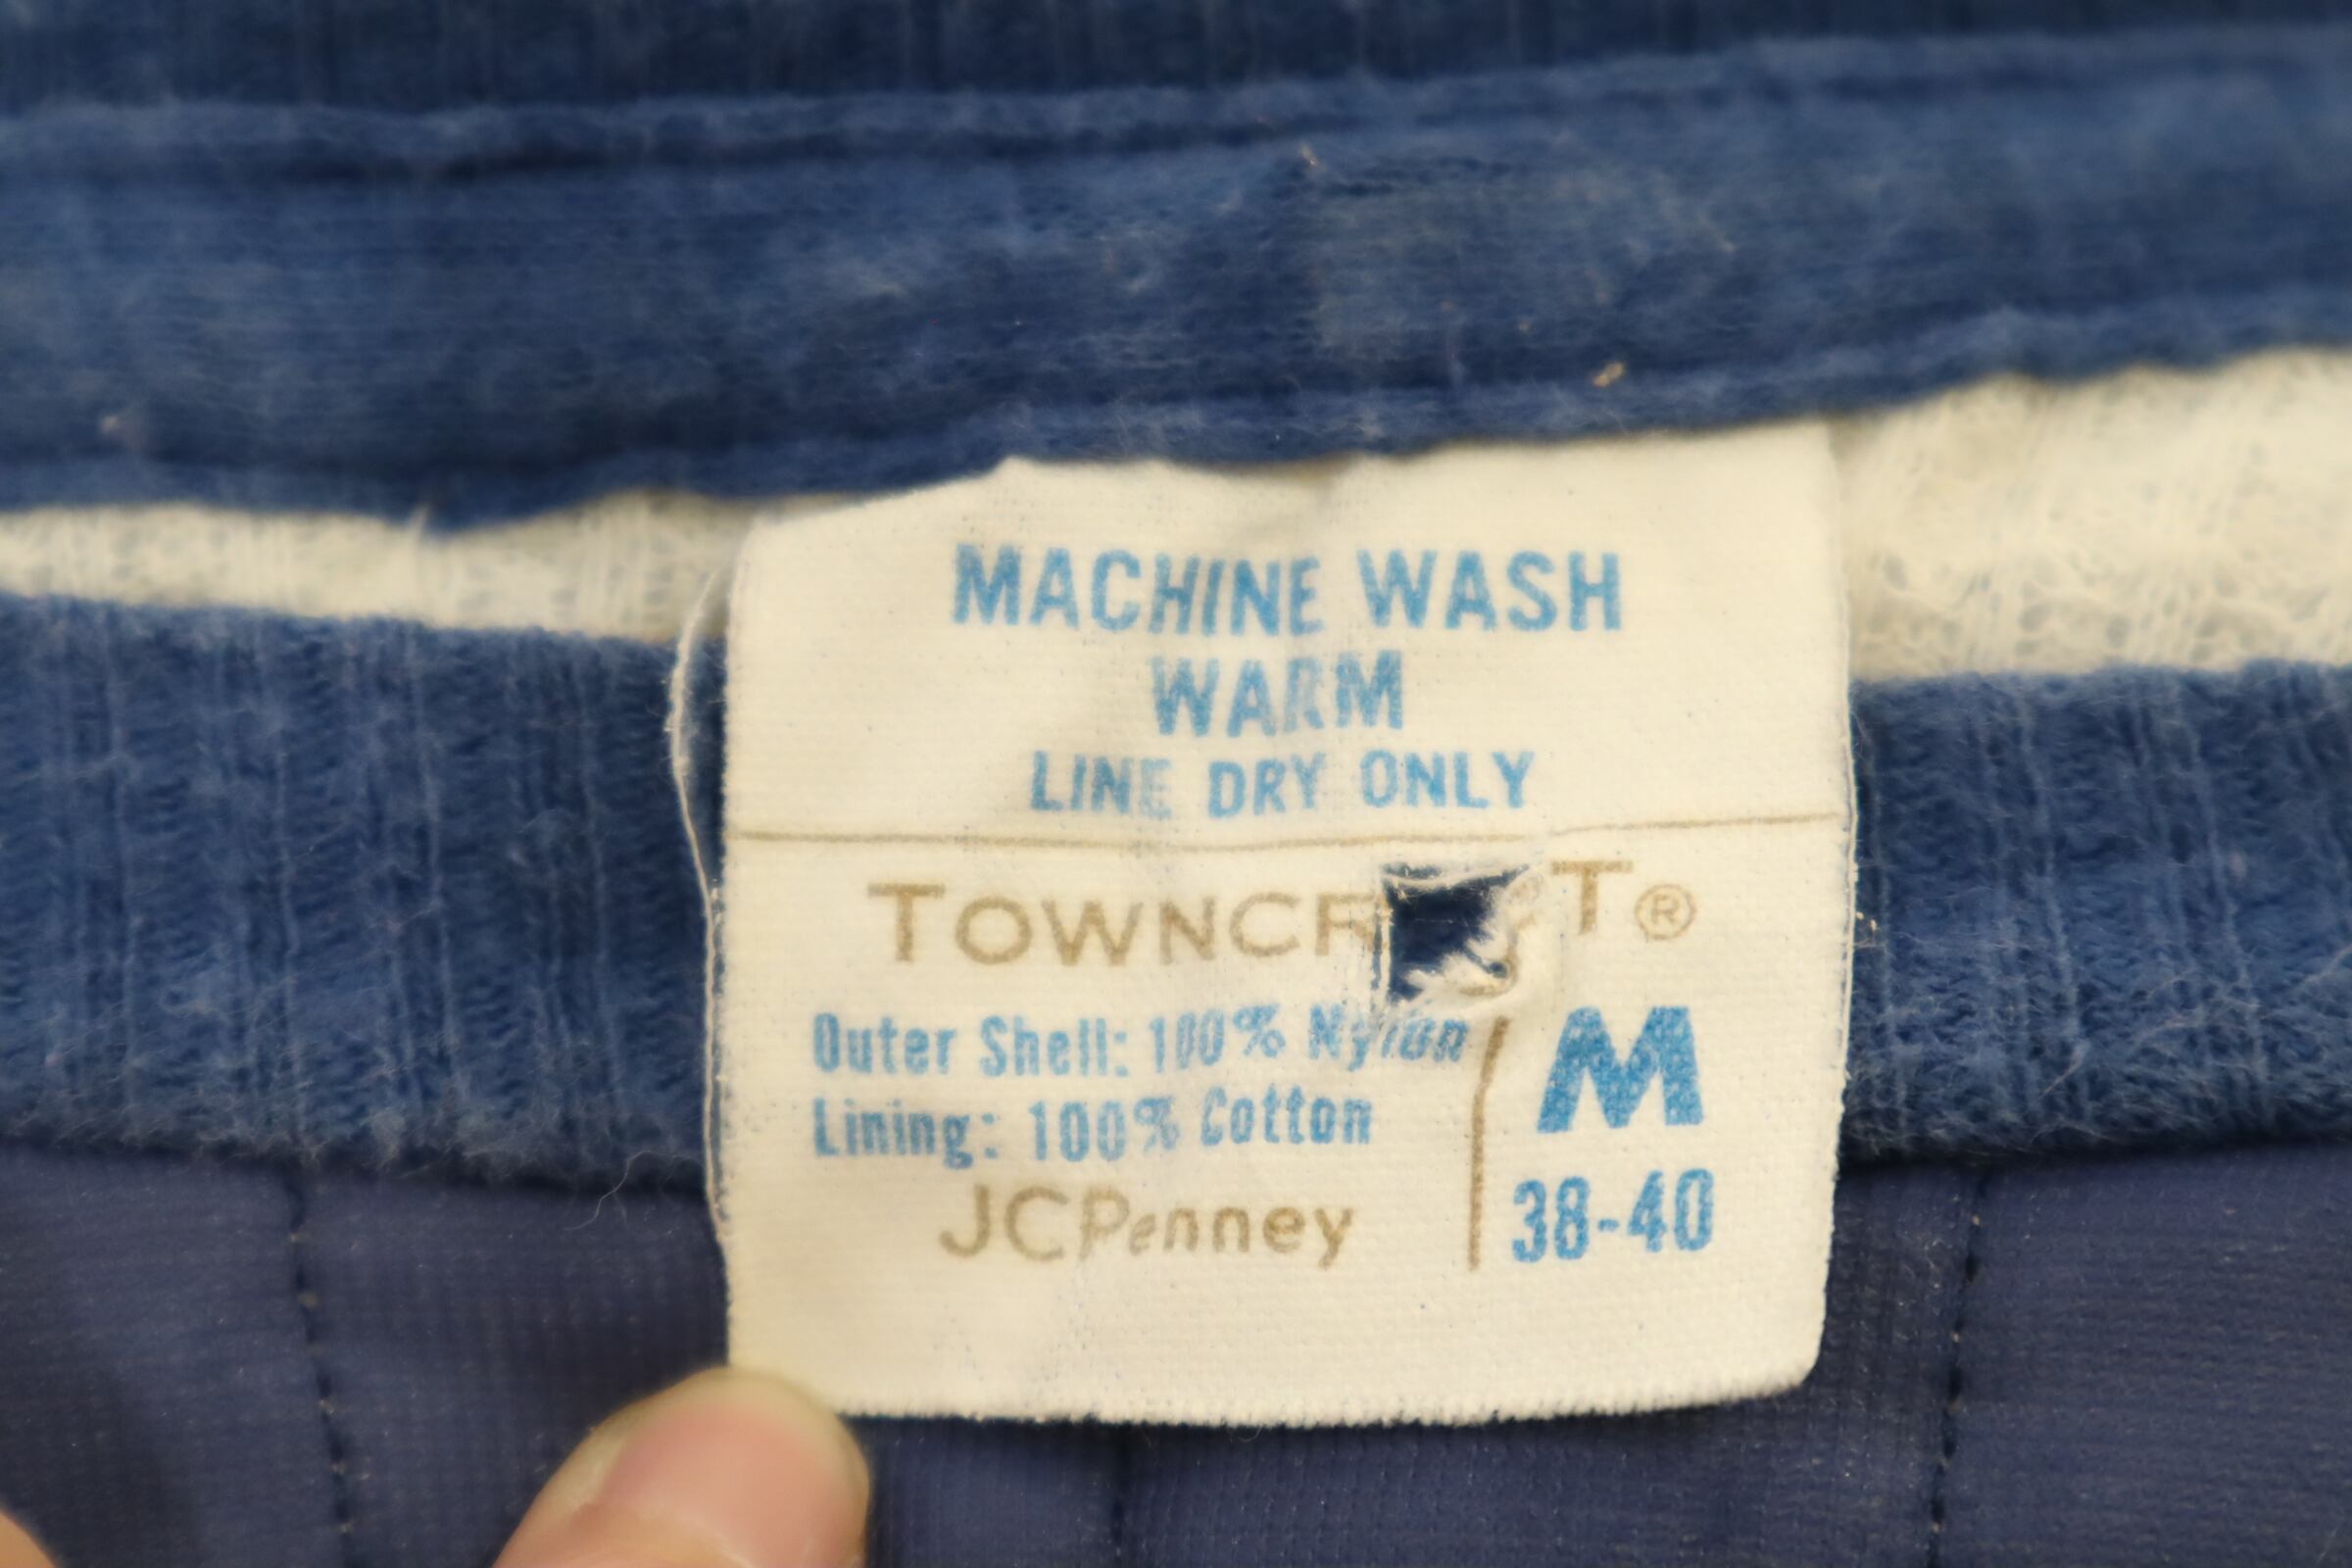 MACHINE WASH
WARM
LINE DRY ONLY
TOWNCR T®
Outer Shell: 100% Nylon
Lining: 100% Cotton
JCPenney
M
38-40